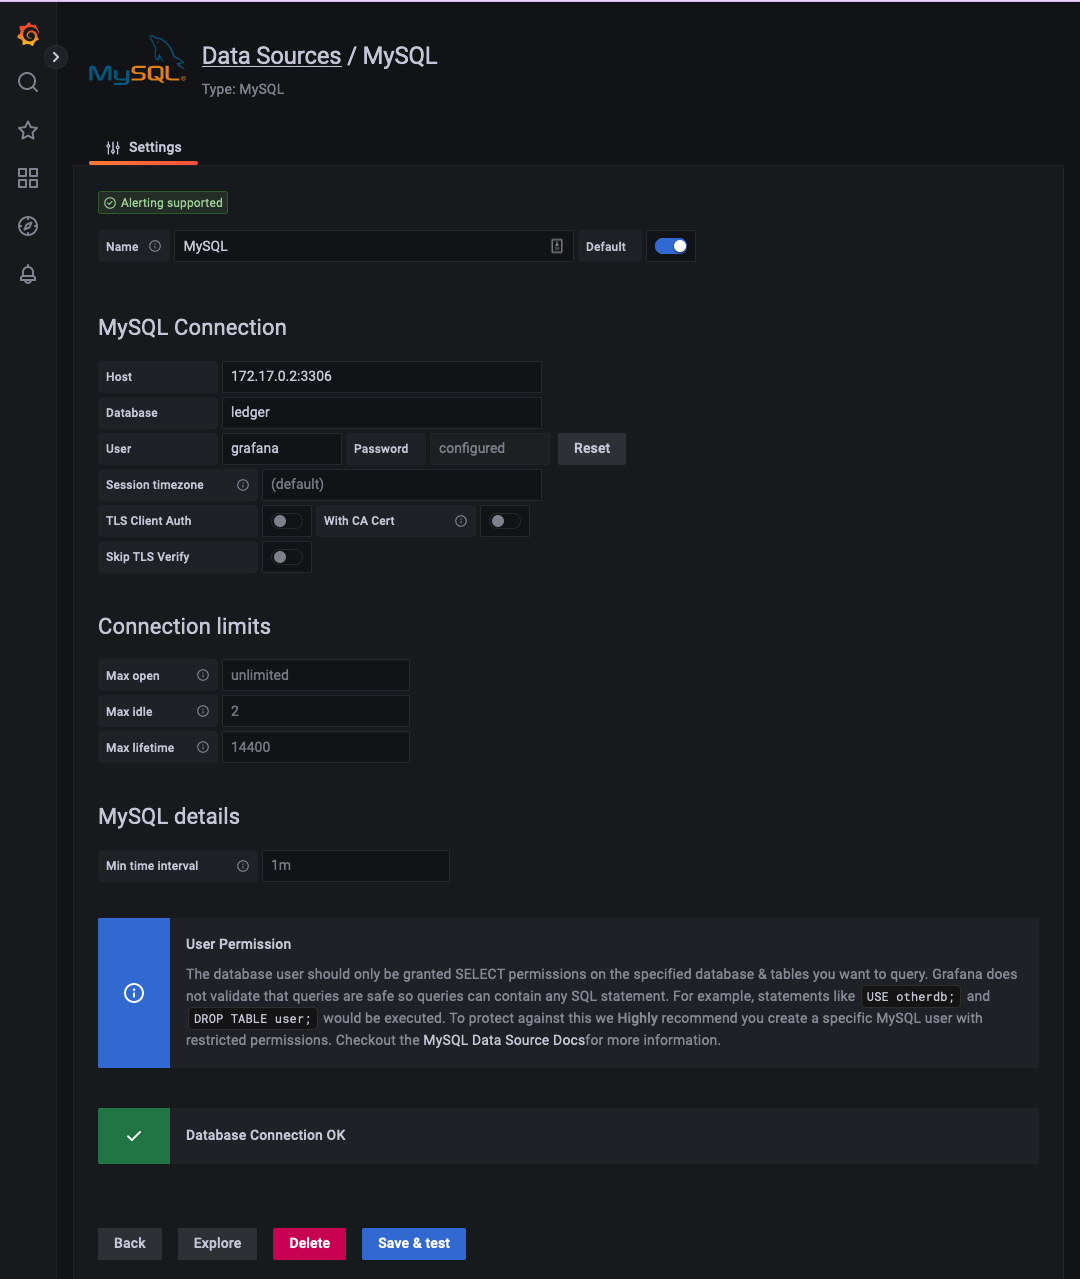 MySQL®
Data Sources / MySQL
Type: MySQL
Settings
Alerting supported
Name MySQL Default
MySQL Connection
Host 172.17.0.2:3306
Database ledger
User grafana Password configured Reset
Session timezone (default)
TLS Client Auth With CA Cert
Skip TLS Verify
Connection limits
Max open unlimited
Max idle 2
Max lifetime 14400
MySQL details
Min time interval 1m
User Permission
The database user should only be granted SELECT permissions on the specified database & tables you want to query. Grafana does
not validate that queries are safe so queries can contain any SQL statement. For example, statements like USE otherdb; and
DROP TABLE user; would be executed. To protect against this we Highly recommend you create a specific MySQL user with
restricted permissions. Checkout the MySQL Data Source Docsfor more information.
Database Connection OK
Back Explore Delete Save & test